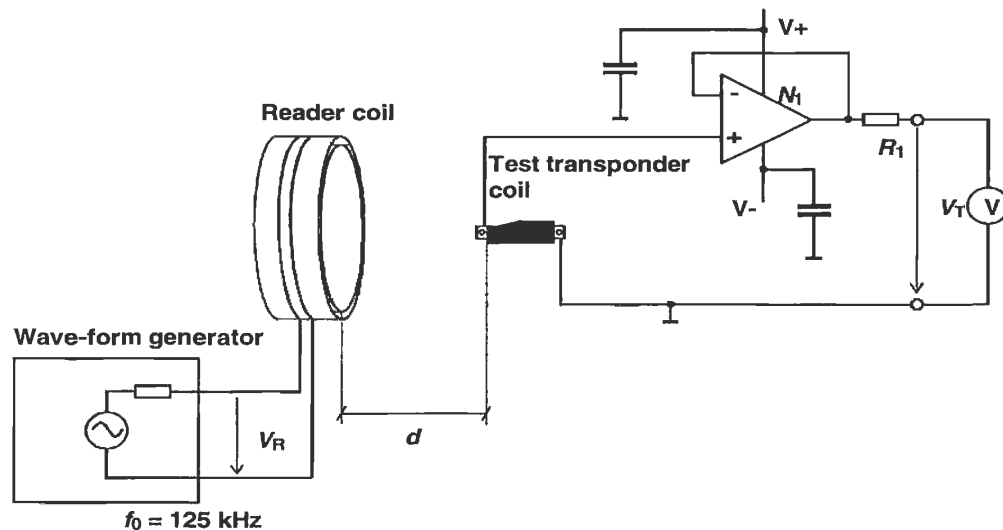 V+
-
N1
Reader coil
+
R1
Test transponder
coil
V-
VT
V
Wave-form generator
VR
d
f0 = 125 kHz